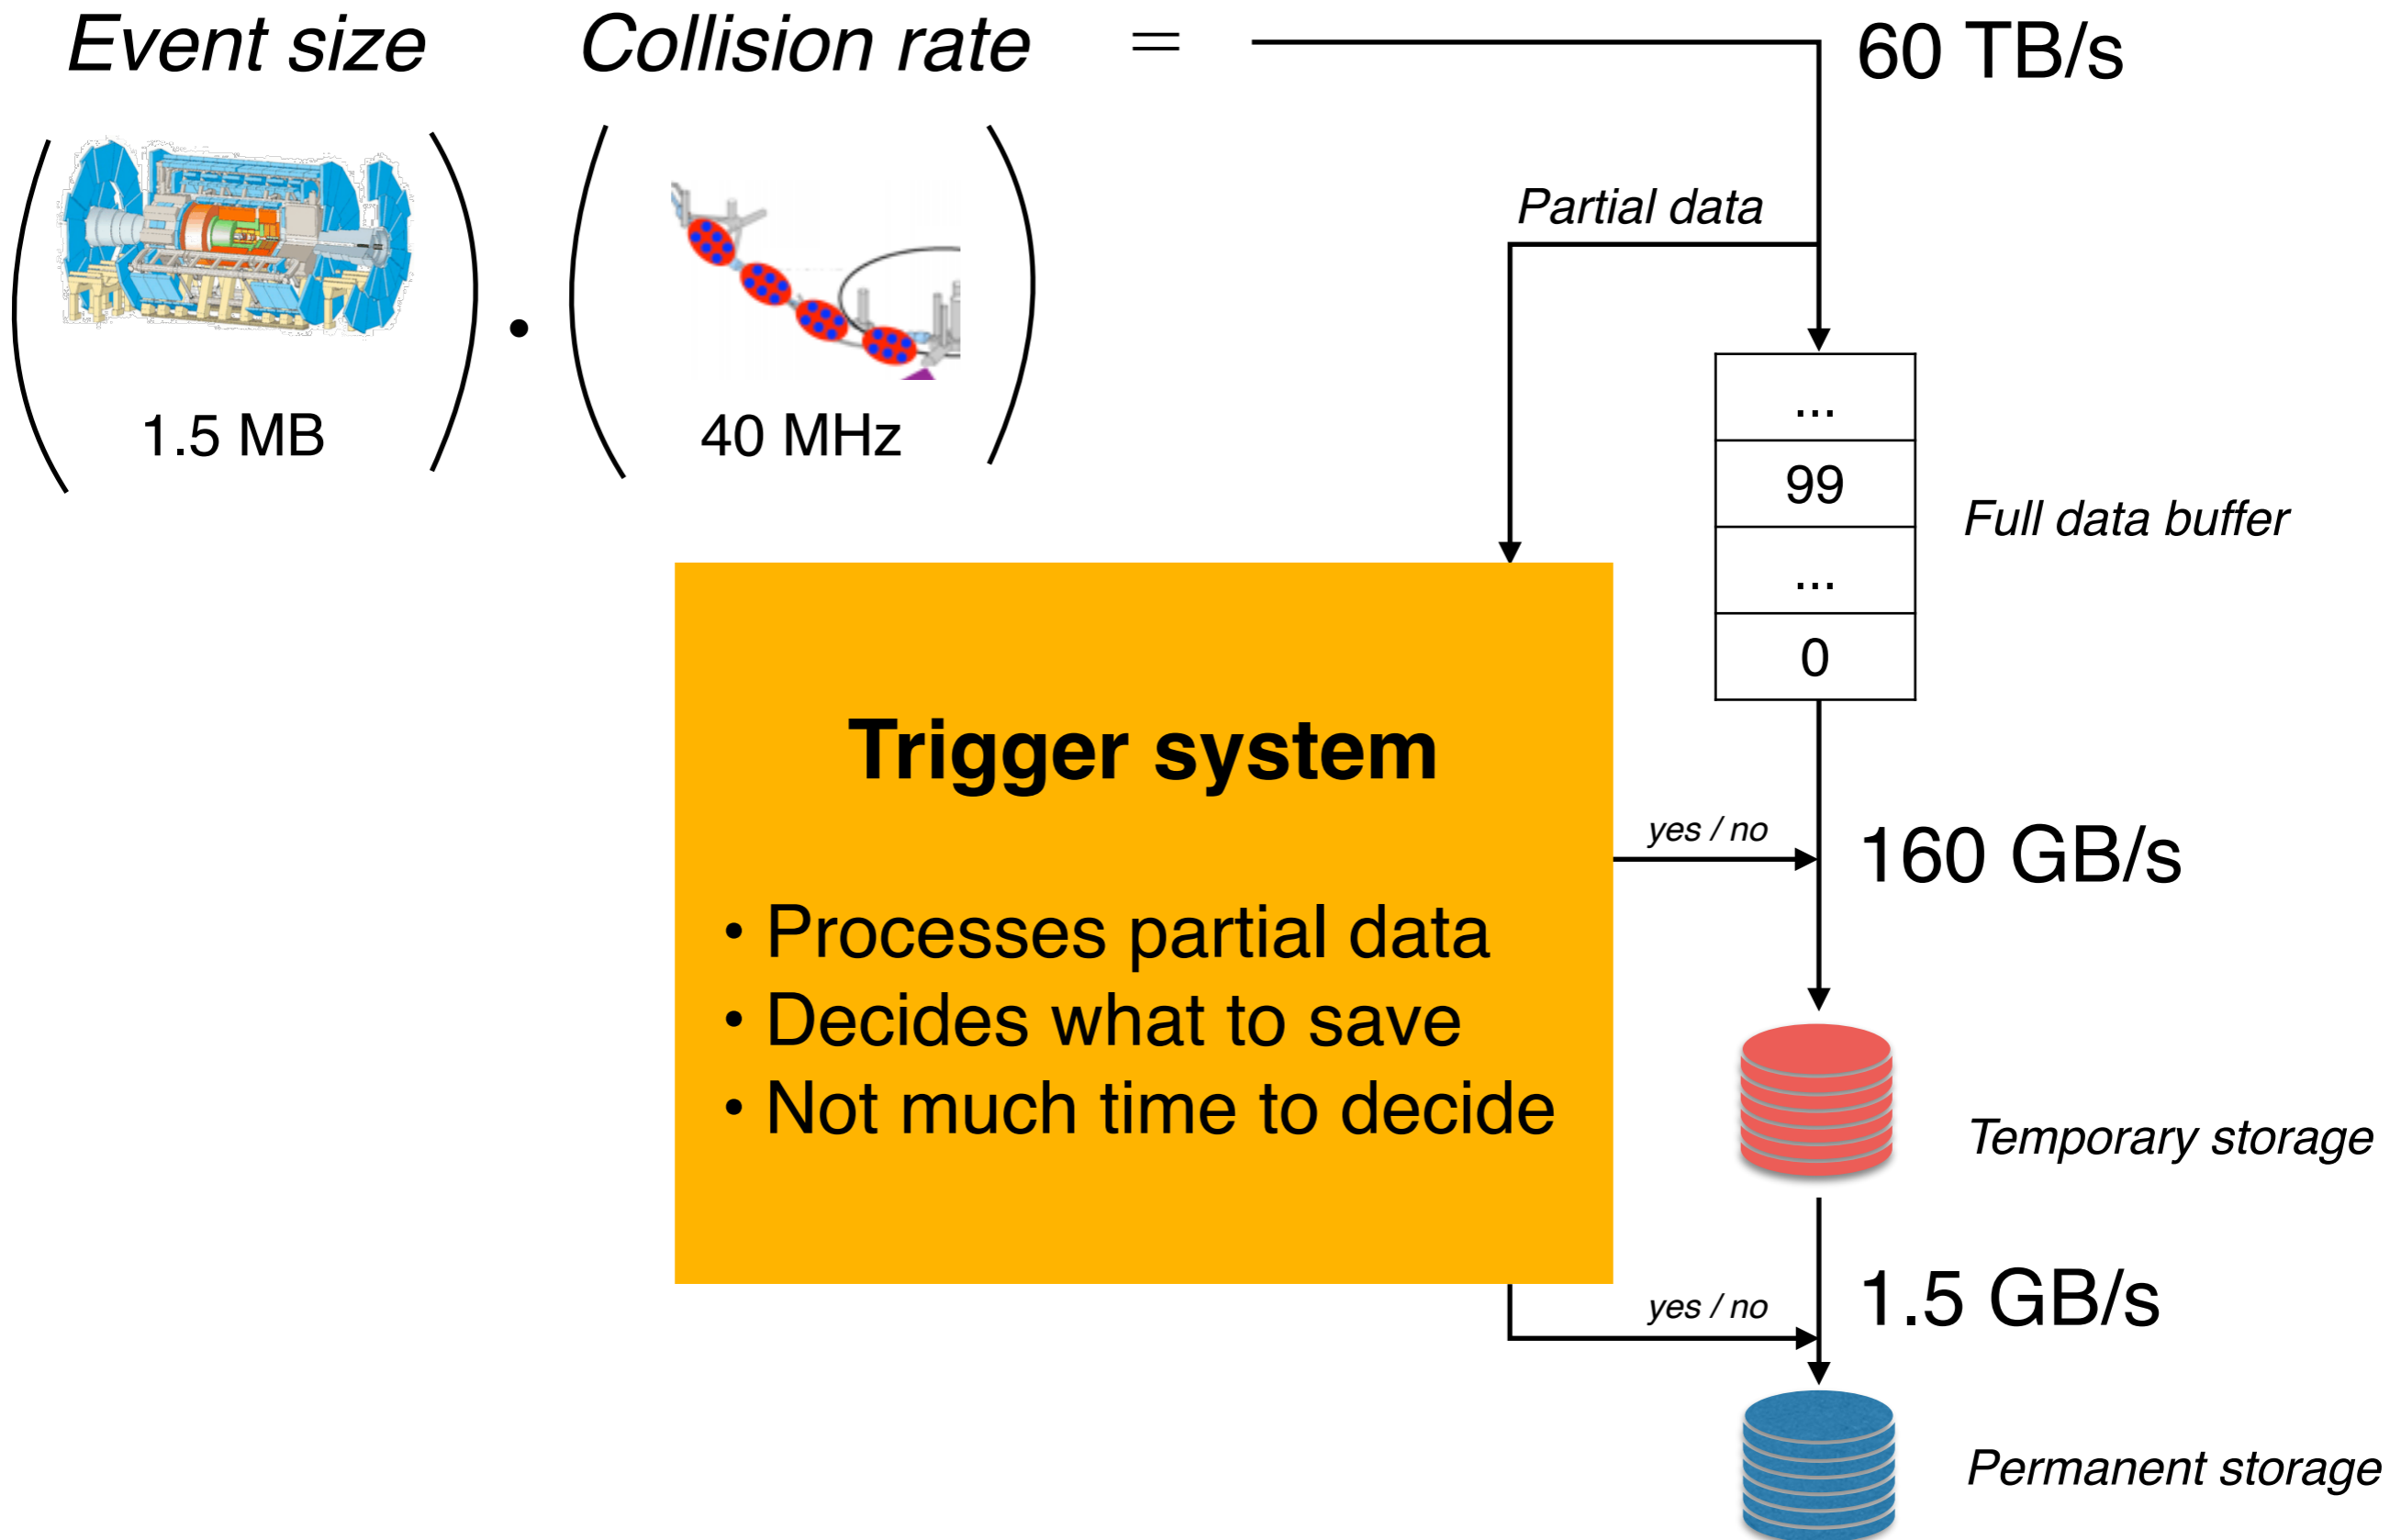 Event size
Collision rate
=
60 TB/s
1.5 MB
•
40 MHz
Partial data
...
99
...
0
Full data buffer
Trigger system
• Processes partial data
• Decides what to save
• Not much time to decide
yes / no
160 GB/s
Temporary storage
yes / no
1.5 GB/s
Permanent storage